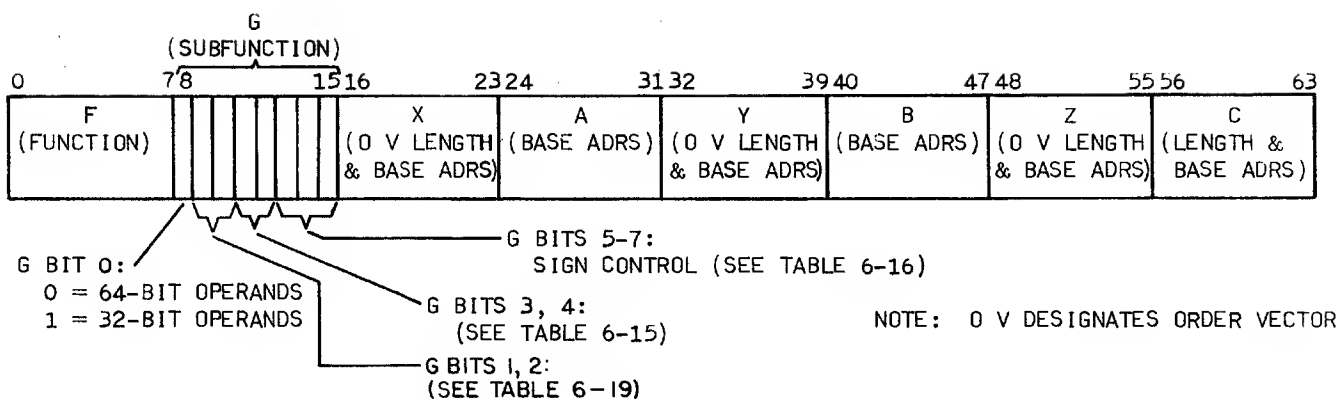 G
(SUBFUNCTION)
0 7 8 15 16 23 24 31 32 39 40 47 48 55 56 63
F
(FUNCTION)
X
(O V LENGTH
& BASE ADRS)
A
(BASE ADRS)
Y
(O V LENGTH
& BASE ADRS)
B
(BASE ADRS)
Z
(O V LENGTH
& BASE ADRS)
C
(LENGTH &
BASE ADRS)
G BIT 0:
0 = 64-BIT OPERANDS
1 = 32-BIT OPERANDS
G BITS 5-7:
SIGN CONTROL (SEE TABLE 6-16)
G BITS 3, 4:
(SEE TABLE 6-15)
G BITS 1, 2:
(SEE TABLE 6-19)
NOTE: O V DESIGNATES ORDER VECTOR